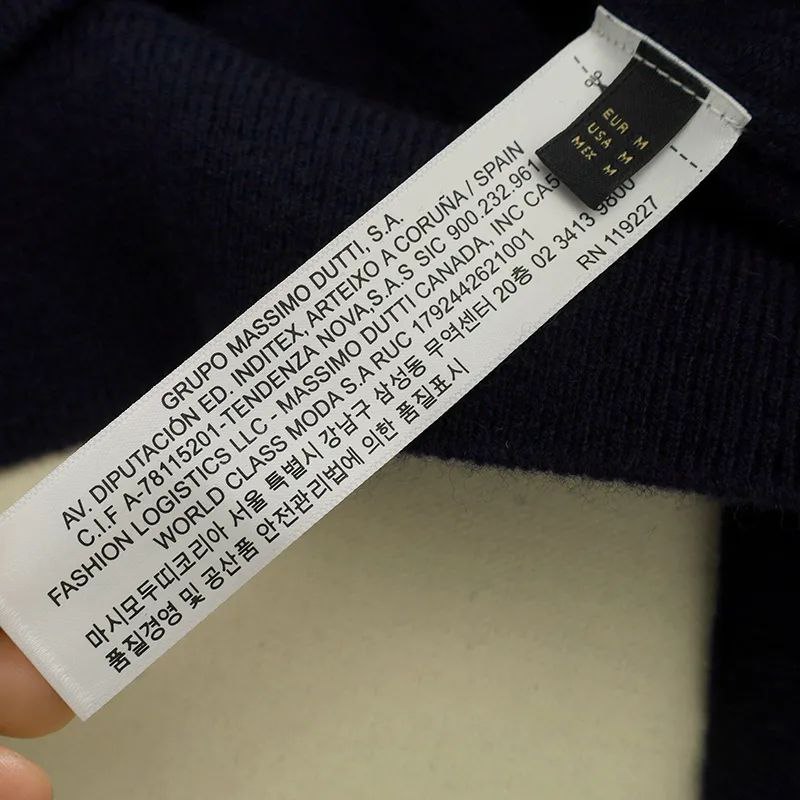 EUR M
USA M
MEX M
GRUPO MASSIMO DUTTI, S.A.
AV. DIPUTACIÓN ED. INDITEX, ARTEIXO A CORUÑA / SPAIN
C.I.F A-78115201-TENDENZA NOVA,S.A.S SIC 900.232.961
FASHION LOGISTICS LLC - MASSIMO DUTTI CANADA, INC
WORLD CLASS MODA S.A RUC 1792442621001
마시모두띠코리아 서울 특별시 강남구 삼성동 무역센터 20층 02 3413 9800
품질경영 및 공산품 안전관리법에 의한 품질표시
RN 119227